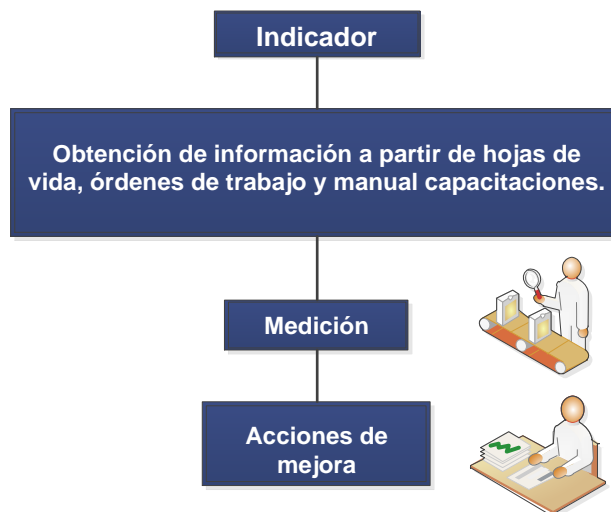 Indicador
Obtención de información a partir de hojas de
vida, órdenes de trabajo y manual capacitaciones.
Medición
Acciones de
mejora